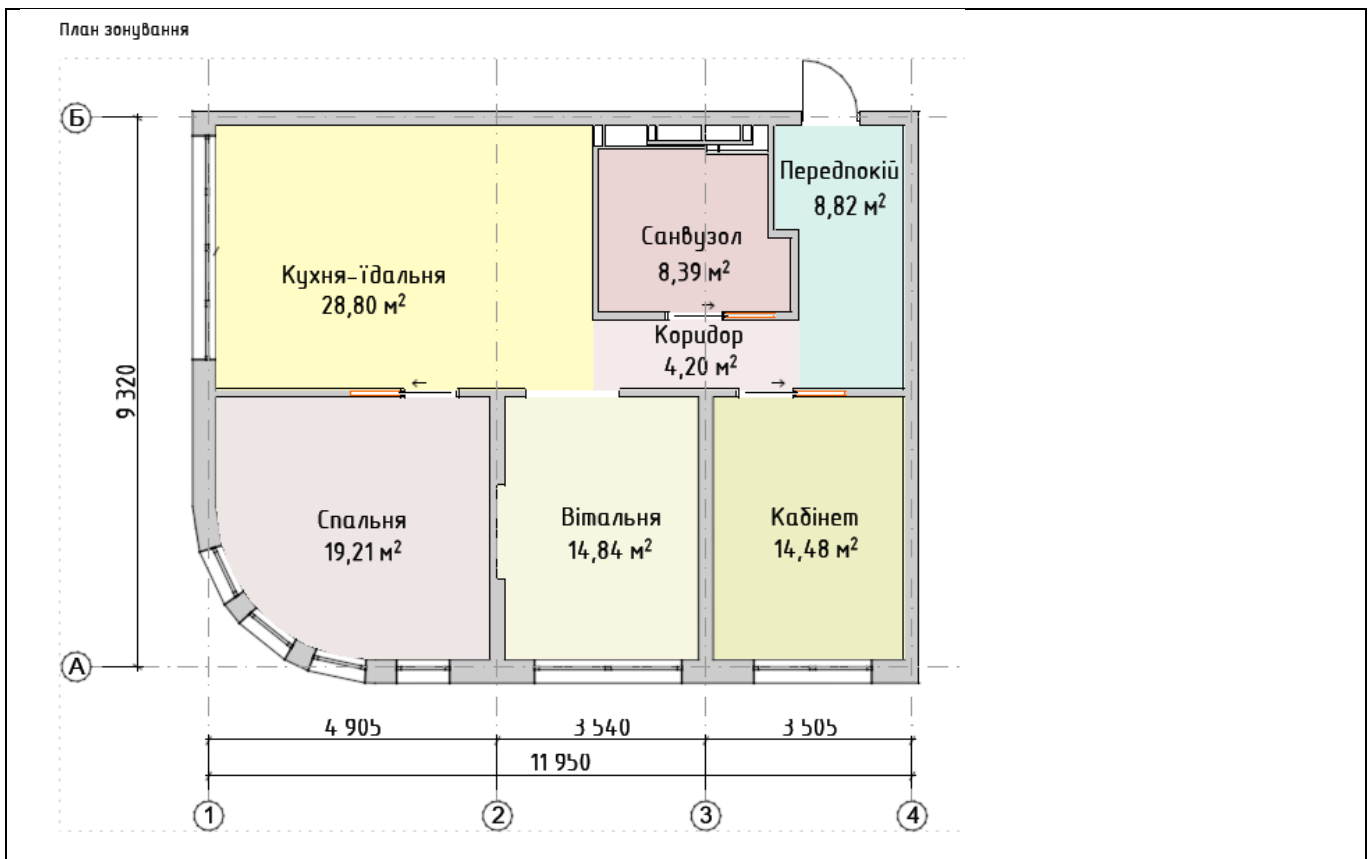 План зонування
Б
Передпокій
8,82 м²
Санвузол
8,39 м²
Кухня-їдальня
28,80 м²
Коридор
4,20 м²
9 320
Спальня
19,21 м²
Вітальня
14,84 м²
Кабінет
14,48 м²
А
4 905 3 540 3 505
11 950
1 2 3 4